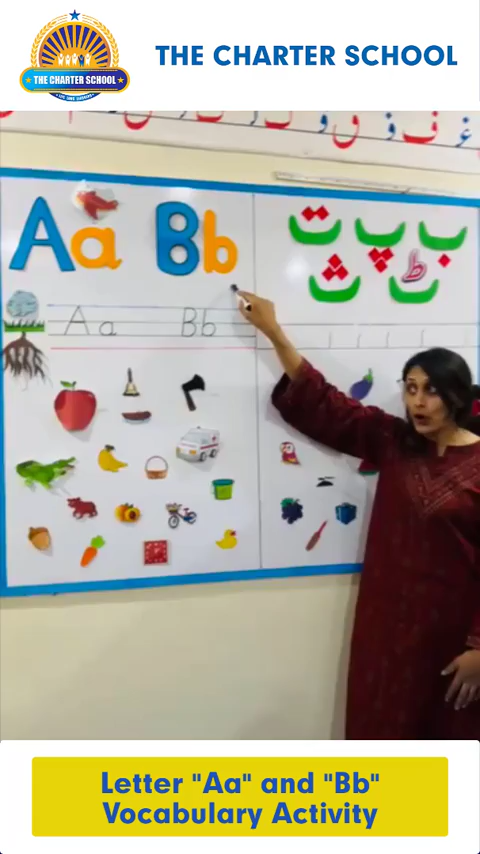 THE CHARTER SCHOOL
THE CHARTER SCHOOL
ف ق
Aa Bb
ب پ ت
ٹ ث
Aa Bb
Letter "Aa" and "Bb"
Vocabulary Activity